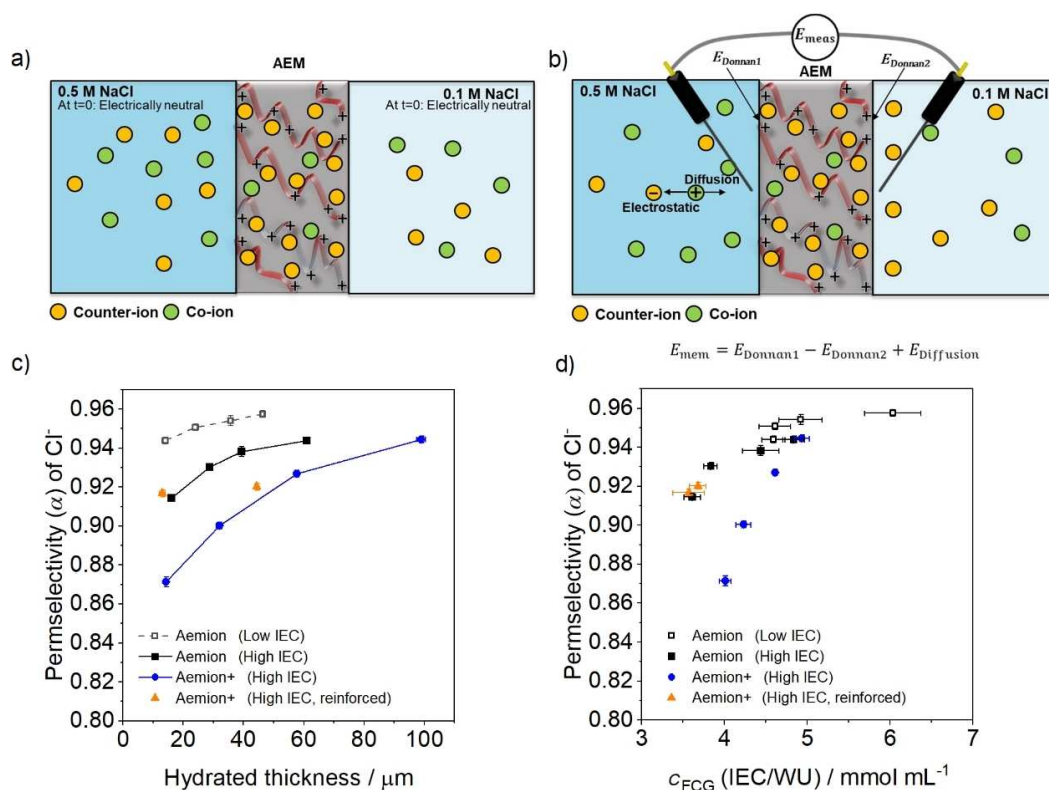 a)
AEM
0.5 M NaCl
At t=0: Electrically neutral
0.1 M NaCl
At t=0: Electrically neutral
+ + + + + + + + + + + + + + + +
Counter-ion Co-ion
b)
E_meas
E_Donnan1
AEM
E_Donnan2
0.5 M NaCl
0.1 M NaCl
Diffusion
− +
Electrostatic
Counter-ion Co-ion
E_mem = E_Donnan1 − E_Donnan2 + E_Diffusion
c)
Permselectivity (α) of Cl⁻
0.96
0.94
0.92
0.90
0.88
0.86
0.84
0.82
0.80
Aemion (Low IEC)
Aemion (High IEC)
Aemion+ (High IEC)
Aemion+ (High IEC, reinforced)
0 20 40 60 80 100
Hydrated thickness / μm
d)
Permselectivity (α) of Cl⁻
0.96
0.94
0.92
0.90
0.88
0.86
0.84
0.82
0.80
Aemion (Low IEC)
Aemion (High IEC)
Aemion+ (High IEC)
Aemion+ (High IEC, reinforced)
3 4 5 6 7
c_FCG (IEC/WU) / mmol mL⁻¹